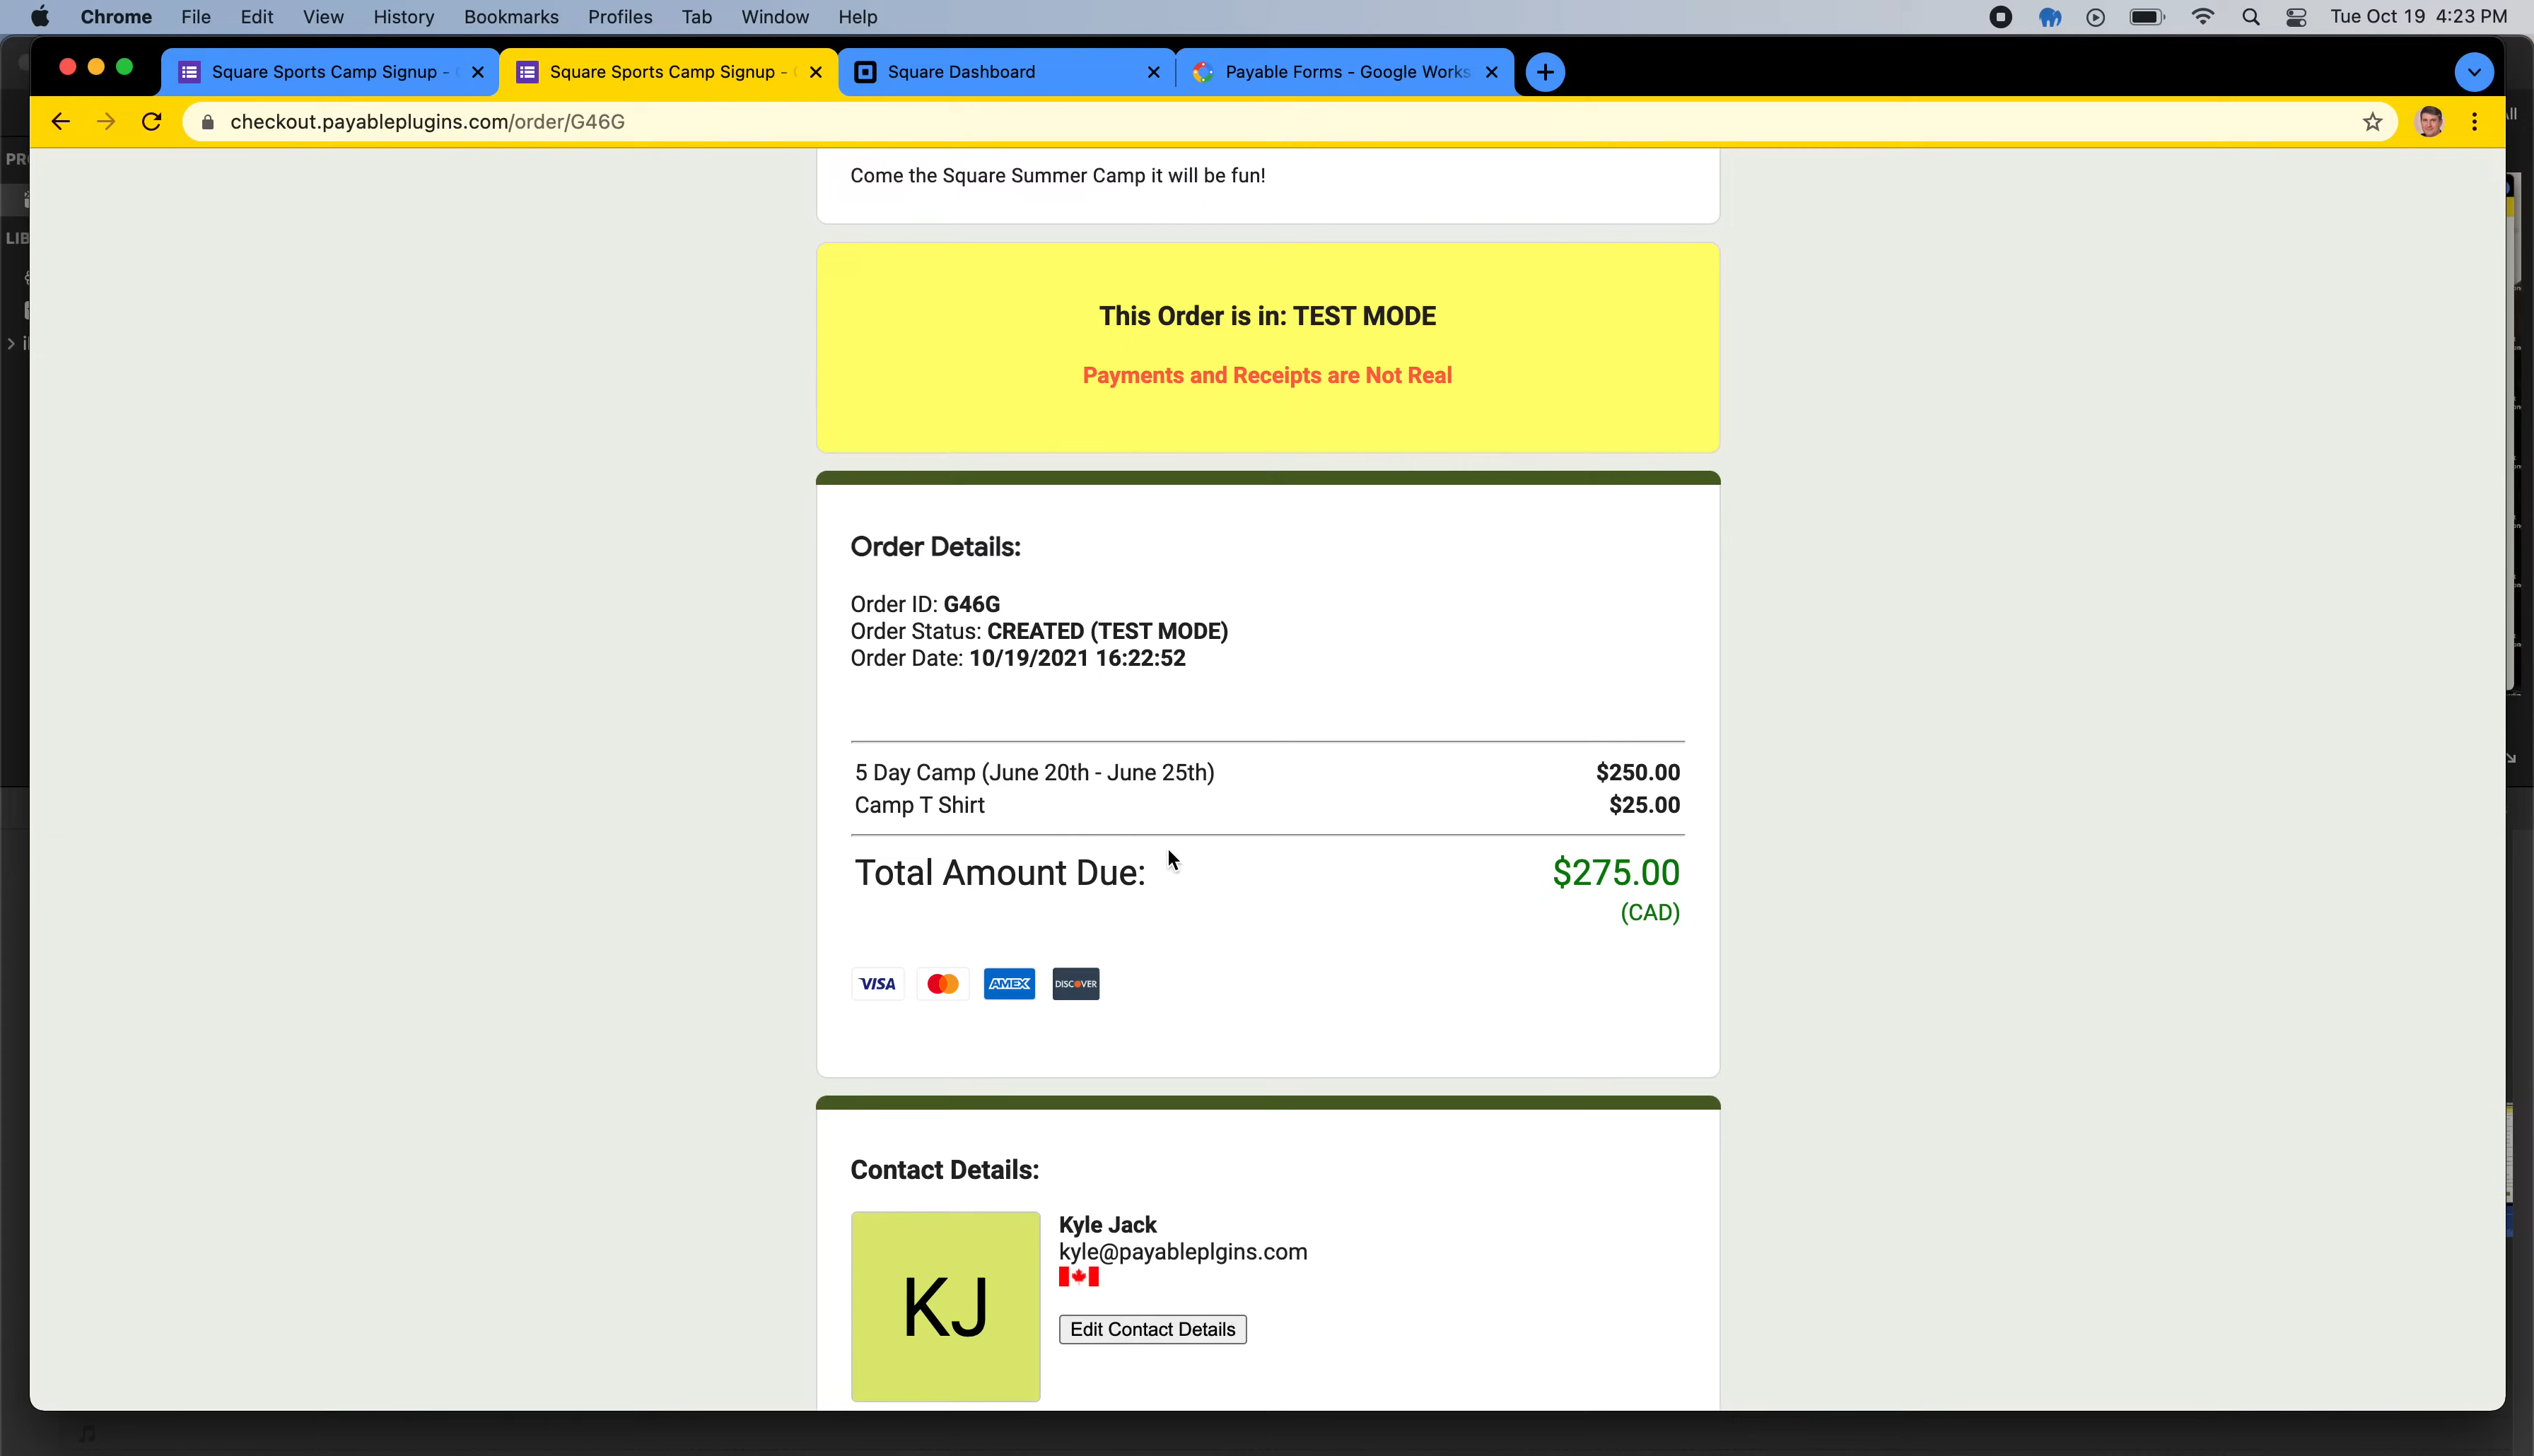 Chrome File Edit View History Bookmarks Profiles Tab Window Help Tue Oct 19 4:23 PM
Square Sports Camp Signup - Square Sports Camp Signup - Square Dashboard Payable Forms - Google Works
checkout.payableplugins.com/order/G46G
Come the Square Summer Camp it will be fun!
This Order is in: TEST MODE
Payments and Receipts are Not Real
Order Details:
Order ID: G46G
Order Status: CREATED (TEST MODE)
Order Date: 10/19/2021 16:22:52
5 Day Camp (June 20th - June 25th) $250.00
Camp T Shirt $25.00
Total Amount Due: $275.00
(CAD)
VISA AMEX DISCOVER
Contact Details:
KJ
Kyle Jack
kyle@payableplgins.com
Edit Contact Details